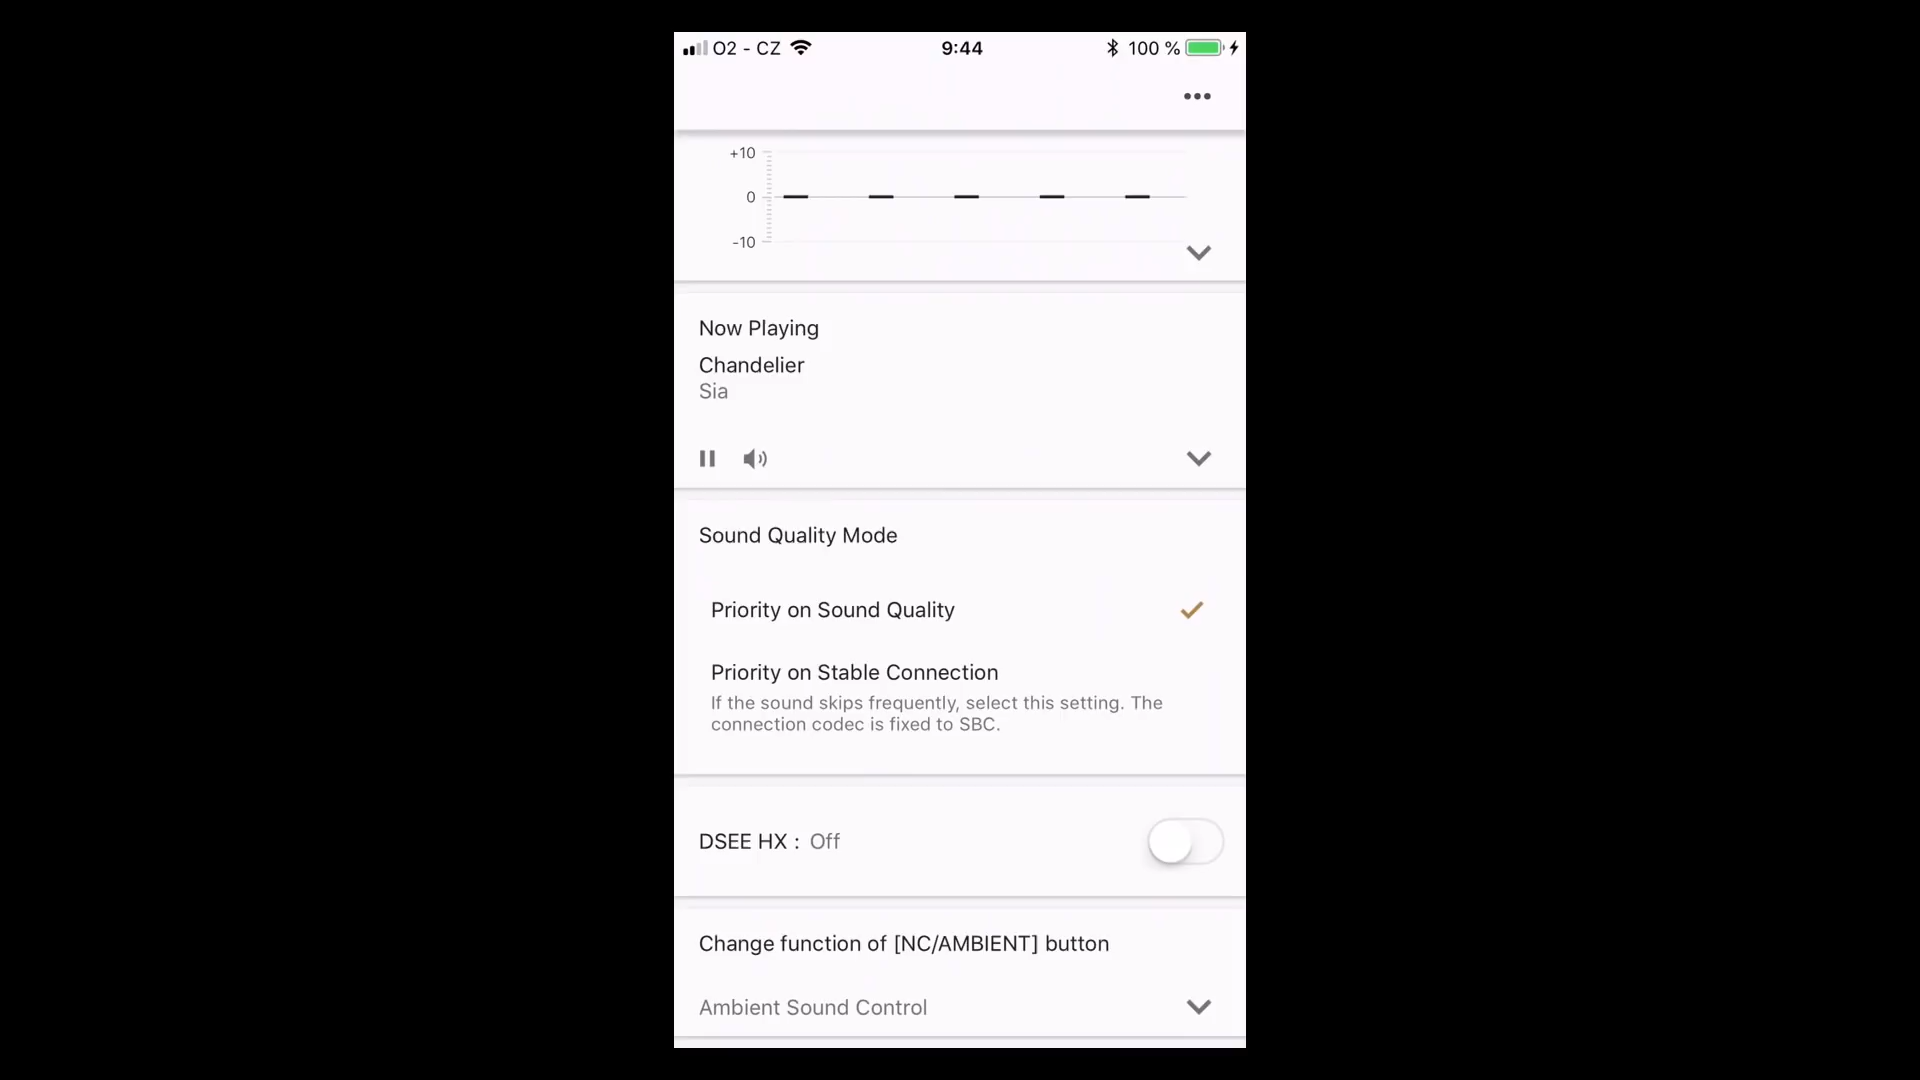 O2 - CZ 9:44 100 %
+10
0
-10
Now Playing
Chandelier
Sia
Sound Quality Mode
Priority on Sound Quality
Priority on Stable Connection
If the sound skips frequently, select this setting. The
connection codec is fixed to SBC.
DSEE HX : Off
Change function of [NC/AMBIENT] button
Ambient Sound Control